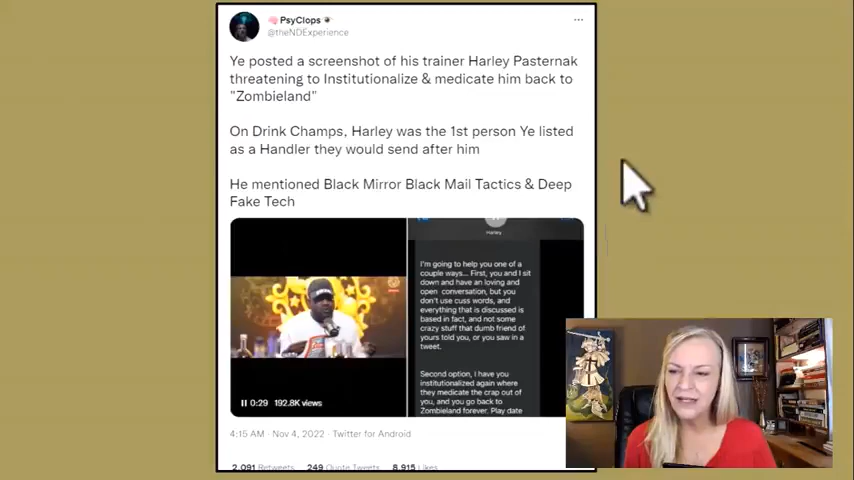 PsyClops
@theNDExperience
Ye posted a screenshot of his trainer Harley Pasternak
threatening to Institutionalize & medicate him back to
"Zombieland"
On Drink Champs, Harley was the 1st person Ye listed
as a Handler they would send after him
He mentioned Black Mirror Black Mail Tactics & Deep
Fake Tech
Harley
I'm going to help you one of a
couple ways... First, you and I sit
down and have an loving and
open conversation, but you
don't use cuss words, and
everything that is discussed is
based in fact, and not some
crazy stuff that dumb friend of
yours told you, or you saw in a
tweet.
Second option, I have you
institutionalized again where
they medicate the crap out of
you, and you go back to
Zombieland forever. Play date
0:29 192.8K views
4:15 AM · Nov 4, 2022 · Twitter for Android
2,091 Retweets 249 Quote Tweets 8,915 Likes